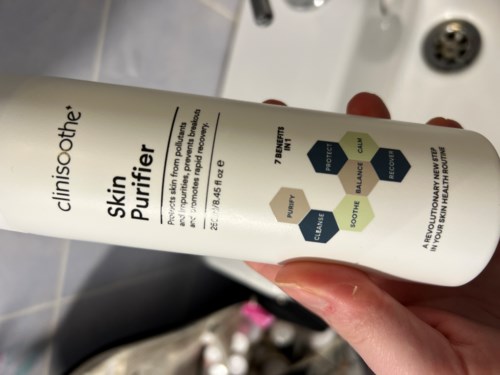 clinisoothe+
Skin
Purifier
Protects skin from pollutants
and impurities, prevents breakouts
and promotes rapid recovery.
250ml/8.45 fl oz e
7 BENEFITS
IN 1
PURIFY
CLEANSE
PROTECT
BALANCE
SOOTHE
CALM
RECOVER
A REVOLUTIONARY NEW STEP
IN YOUR SKIN HEALTH ROUTINE